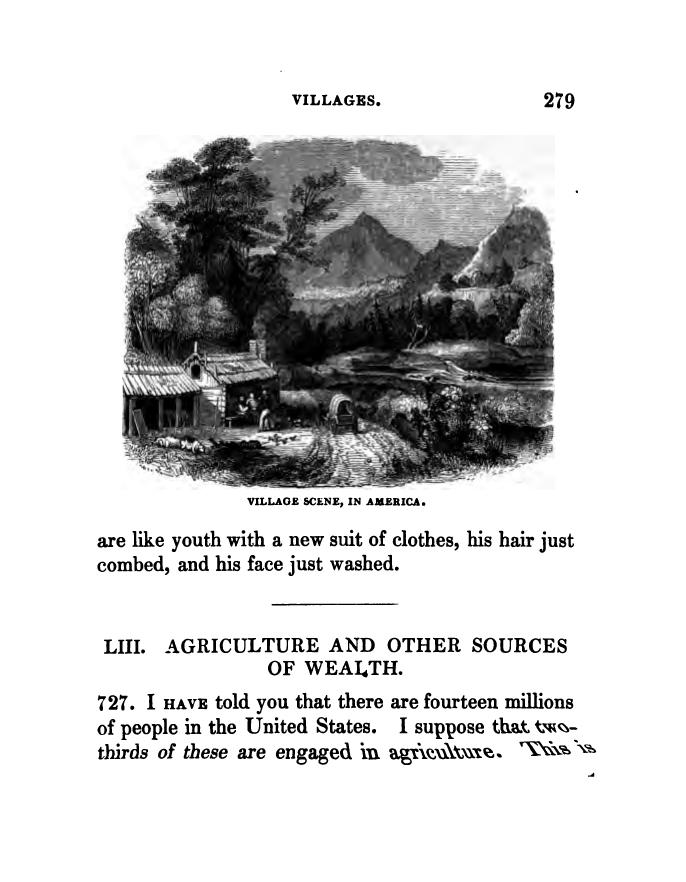 VILLAGES. 279
VILLAGE SCENE, IN AMERICA.
are like youth with a new suit of clothes, his hair just
combed, and his face just washed.
LIII. AGRICULTURE AND OTHER SOURCES
OF WEALTH.
727. I HAVE told you that there are fourteen millions
of people in the United States. I suppose that two-
thirds of these are engaged in agriculture. This is